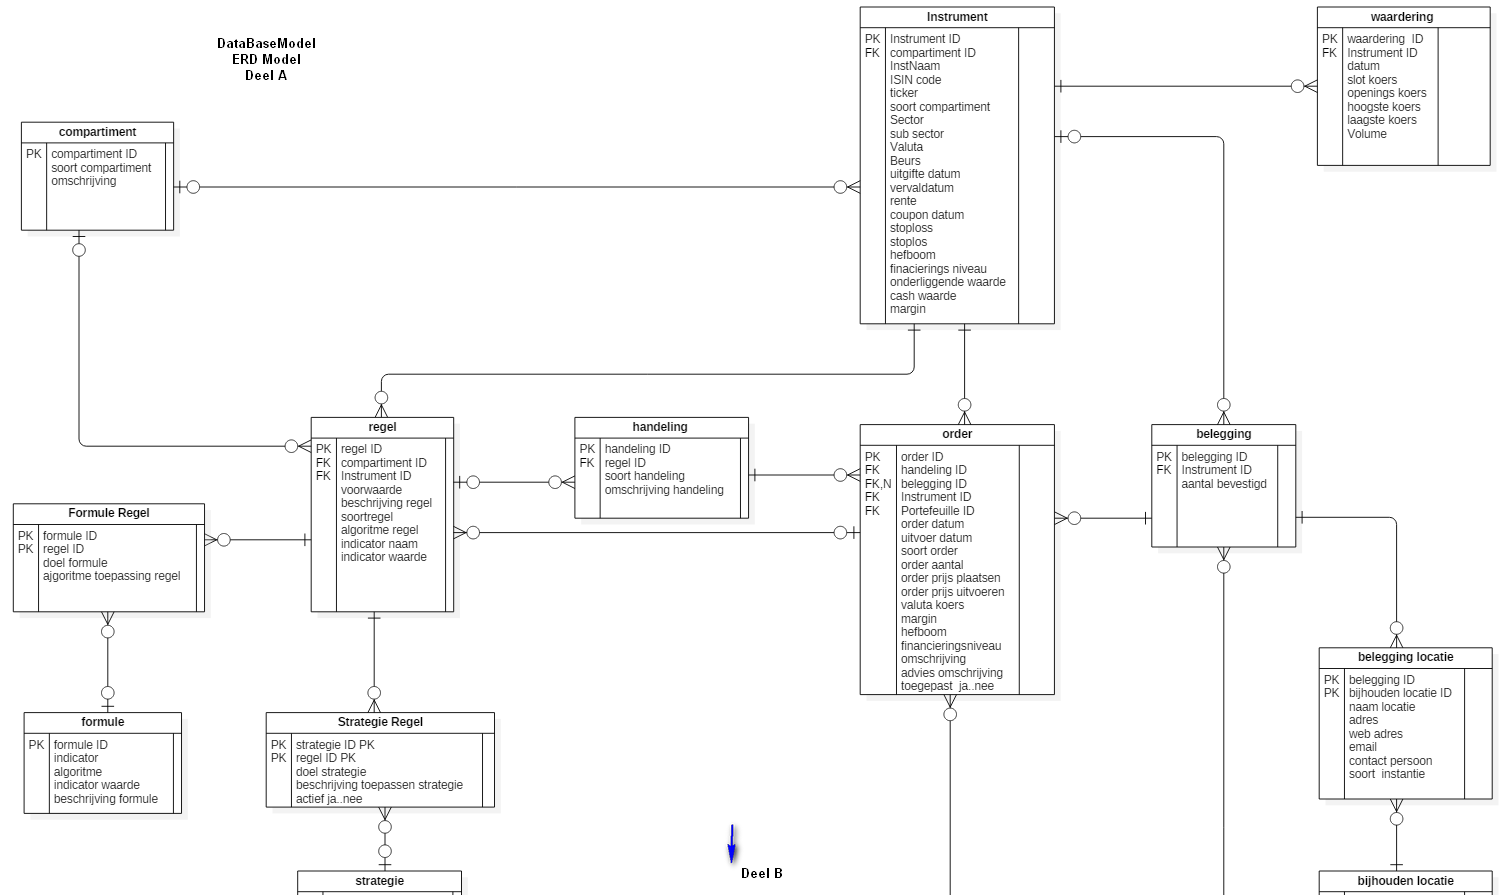 DataBaseModel
ERD Model
Deel A
Instrument
PK Instrument ID
FK compartiment ID
InstNaam
ISIN code
ticker
soort compartiment
Sector
sub sector
Valuta
Beurs
uitgifte datum
vervaldatum
rente
coupon datum
stoploss
stoplos
hefboom
finacierings niveau
onderliggende waarde
cash waarde
margin
waardering
PK waardering ID
FK Instrument ID
datum
slot koers
openings koers
hoogste koers
laagste koers
Volume
compartiment
PK compartiment ID
soort compartiment
omschrijving
regel
PK regel ID
FK compartiment ID
FK Instrument ID
voorwaarde
beschrijving regel
soortregel
algoritme regel
indicator naam
indicator waarde
handeling
PK handeling ID
FK regel ID
soort handeling
omschrijving handeling
order
PK order ID
FK handeling ID
FK,N belegging ID
FK Instrument ID
FK Portefeuille ID
order datum
uitvoer datum
soort order
order aantal
order prijs plaatsen
order prijs uitvoeren
valuta koers
margin
hefboom
financieringsniveau
omschrijving
advies omschrijving
toegepast ja..nee
belegging
PK belegging ID
FK Instrument ID
aantal bevestigd
Formule Regel
PK formule ID
PK regel ID
doel formule
ajgoritme toepassing regel
belegging locatie
PK belegging ID
PK bijhouden locatie ID
naam locatie
adres
web adres
email
contact persoon
soort instantie
formule
PK formule ID
indicator
algoritme
indicator waarde
beschrijving formule
Strategie Regel
PK strategie ID PK
PK regel ID PK
doel strategie
beschrijving toepassen strategie
actief ja..nee
Deel B
strategie
bijhouden locatie